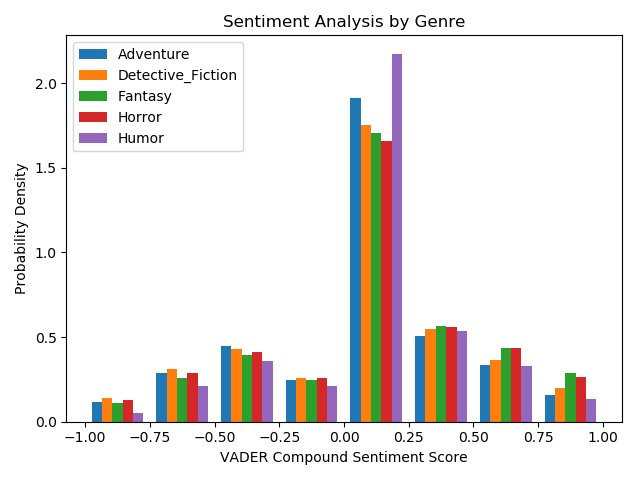 Sentiment Analysis by Genre
Adventure
Detective_Fiction
Fantasy
Horror
Humor
Probability Density
2.0
1.5
1.0
0.5
0.0
−1.00 −0.75 −0.50 −0.25 0.00 0.25 0.50 0.75 1.00
VADER Compound Sentiment Score